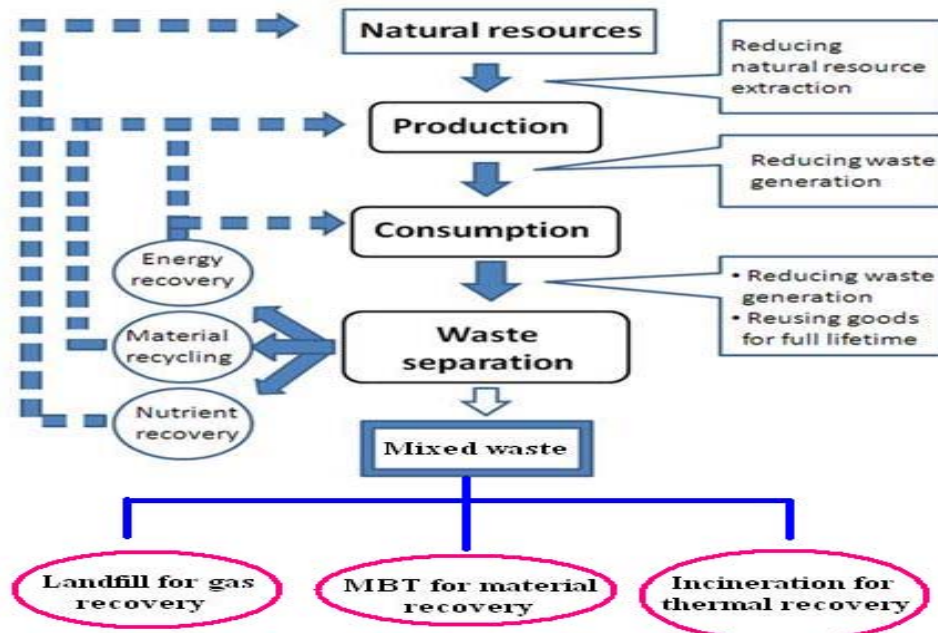 Natural resources
Reducing
natural resource
extraction
Production
Reducing waste
generation
Consumption
Energy
recovery
• Reducing waste
generation
• Reusing goods
for full lifetime
Material
recycling
Waste
separation
Nutrient
recovery
Mixed waste
Landfill for gas
recovery
MBT for material
recovery
Incineration for
thermal recovery